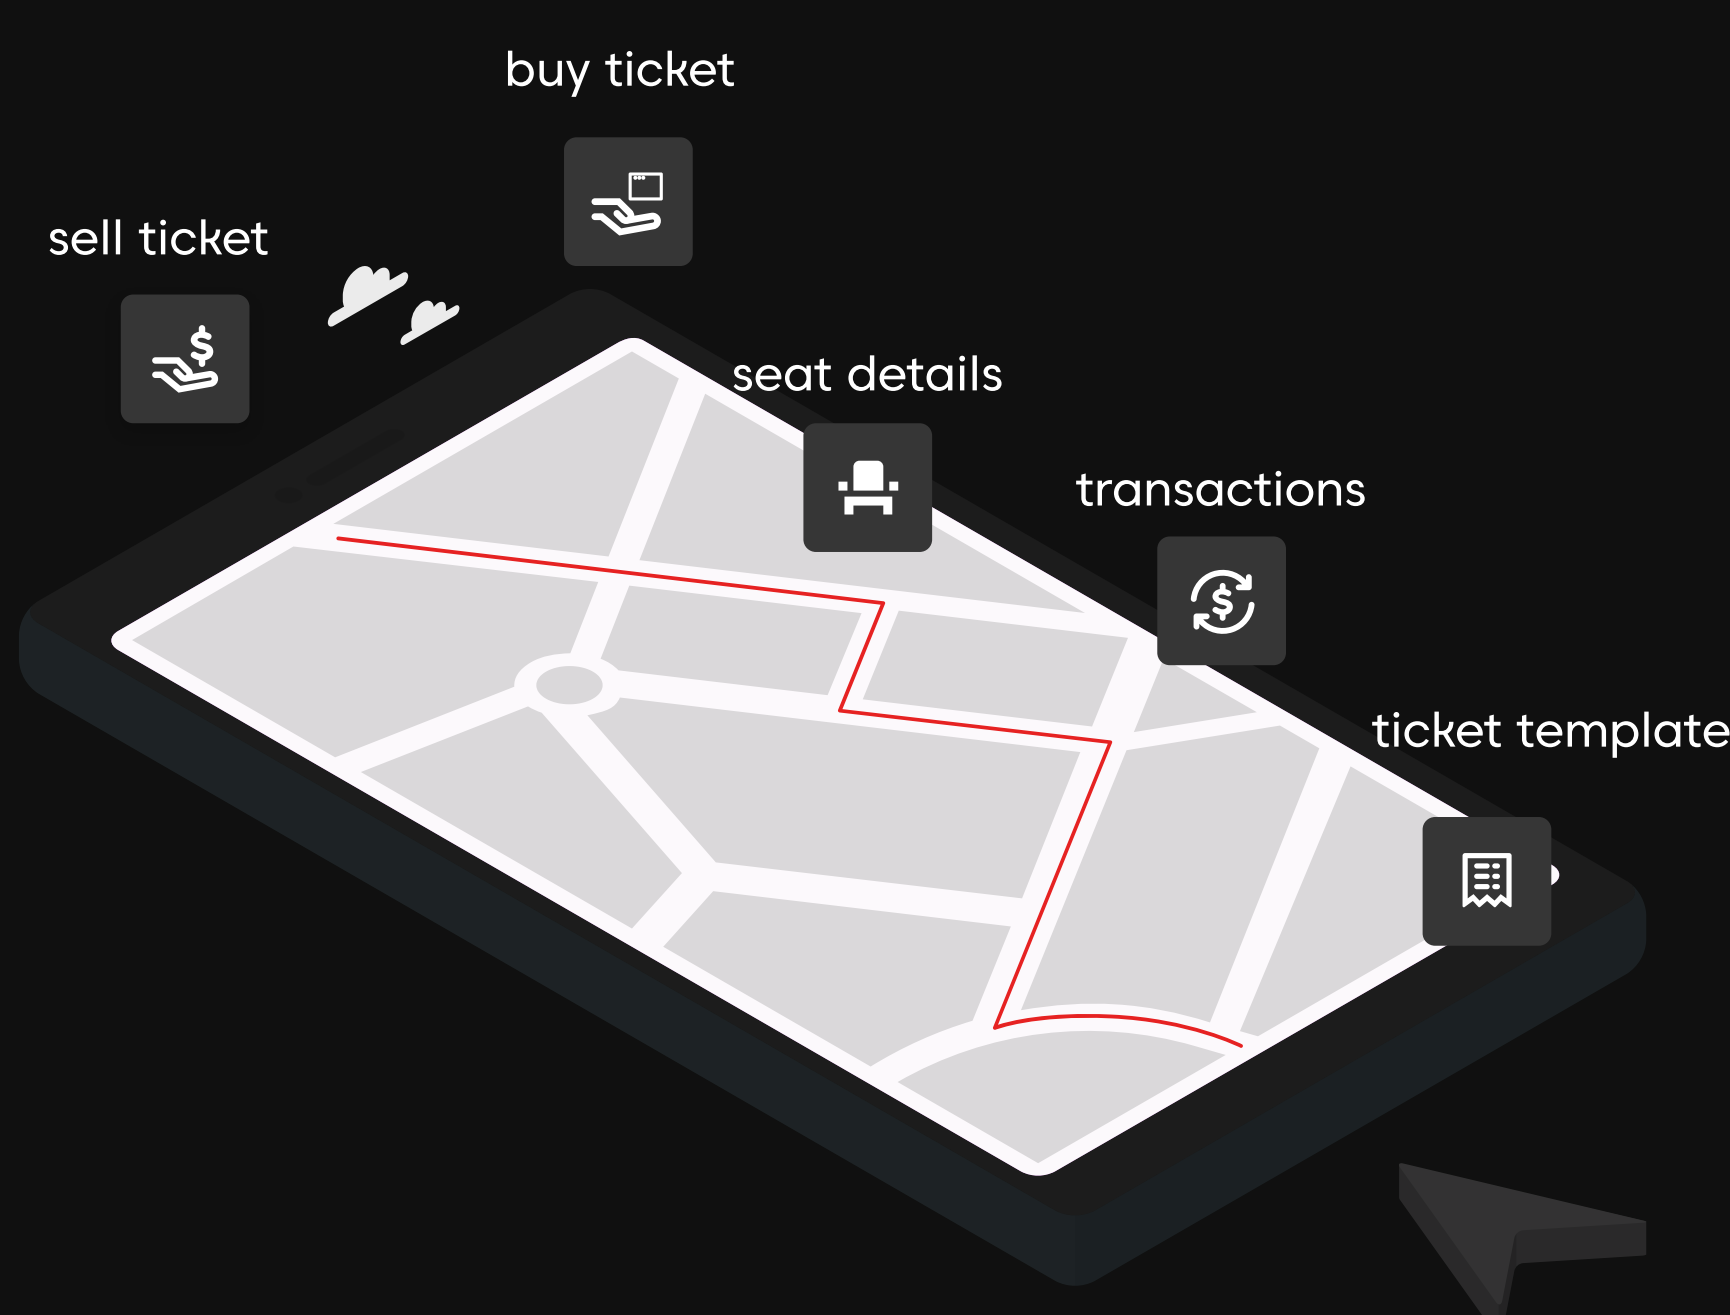 buy ticket
sell ticket
seat details
transactions
ticket template